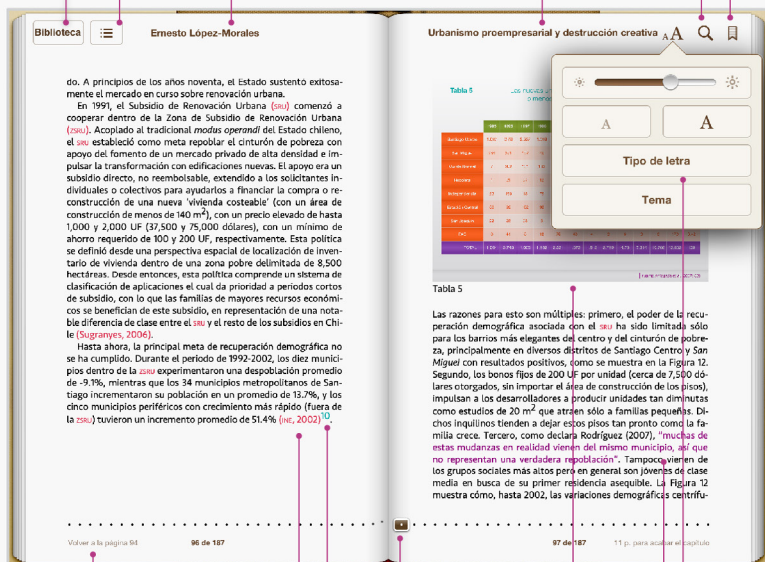 Biblioteca
Ernesto López-Morales
do. A principios de los años noventa, el Estado sustentó exitosa-
mente el mercado en curso sobre renovación urbana.
En 1991, el Subsidio de Renovación Urbana (SRU) comenzó a
cooperar dentro de la Zona de Subsidio de Renovación Urbana
(ZSRU). Acoplado al tradicional modus operandi del Estado chileno,
el SRU estableció como meta repoblar el cinturón de pobreza con
apoyo del fomento de un mercado privado de alta densidad e im-
pulsar la transformación con edificaciones nuevas. El apoyo era un
subsidio directo, no reembolsable, extendido a los solicitantes in-
dividuales o colectivos para ayudarlos a financiar la compra o re-
construcción de una nueva 'vivienda costeable' (con un área de
construcción de menos de 140 m2), con un precio elevado de hasta
1,000 y 2,000 UF (37,500 y 75,000 dólares), con un mínimo de
ahorro requerido de 100 y 200 UF, respectivamente. Esta política
se definió desde una perspectiva espacial de localización de inven-
tario de vivienda dentro de una zona pobre delimitada de 8,500
hectáreas. Desde entonces, esta política comprende un sistema de
clasificación de aplicaciones el cual da prioridad a periodos cortos
de subsidio, con lo que las familias de mayores recursos económi-
cos se benefician de este subsidio, en representación de una nota-
ble diferencia de clase entre el SRU y el resto de los subsidios en Chi-
le (Sugranyes, 2006).
Hasta ahora, la principal meta de recuperación demográfica no
se ha cumplido. Durante el periodo de 1992-2002, los diez munici-
pios dentro de la ZSRU experimentaron una despoblación promedio
de -9.1%, mientras que los 34 municipios metropolitanos de San-
tiago incrementaron su población en un promedio de 13.7%, y los
cinco municipios periféricos con crecimiento más rápido (fuera de
la ZSRU) tuvieron un incremento promedio de 51.4% (INE, 2002)10.
Volver a la página 94
96 de 187
Urbanismo proempresarial y destrucción creativa
AA
A
A
Tipo de letra
Tema
Tabla 5
Santiago Centro
San Miguel
Recoleta
Independencia
Estación Central
San Joaquín
TOTAL
Tabla 5
Las razones para esto son múltiples: primero, el poder de la recu-
peración demográfica asociada con el SRU ha sido limitada sólo
para los barrios más elegantes del centro y del cinturón de pobre-
za, principalmente en diversos distritos de Santiago Centro y San
Miguel con resultados positivos, como se muestra en la Figura 12.
Segundo, los bonos fijos de 200 UF por unidad (cerca de 7,500 dó-
lares otorgados, sin importar el área de construcción de los pisos),
impulsan a los desarrolladores a producir unidades tan diminutas
como estudios de 20 m2 que atraen sólo a familias pequeñas. Di-
chos inquilinos tienden a dejar estos pisos tan pronto como la fa-
milia crece. Tercero, como declara Rodríguez (2007), "muchas de
estas mudanzas en realidad vienen del mismo municipio, así que
no representan una verdadera repoblación". Tampoco vienen de
los grupos sociales más altos pero en general son jóvenes de clase
media en busca de su primer residencia asequible. La Figura 12
muestra cómo, hasta 2002, las variaciones demográficas centrífu-
97 de 187
11 p. para acabar el capítulo